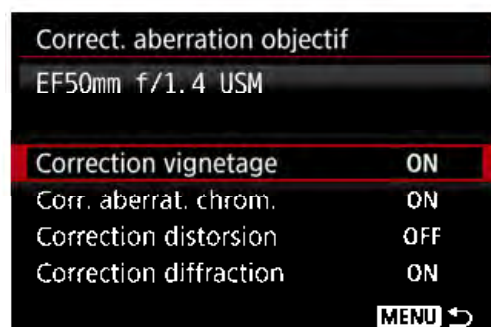 Correct. aberration objectif
EF50mm f/1.4 USM
Correction vignetage ON
Corr. aberrat. chrom. ON
Correction distorsion OFF
Correction diffraction ON
MENU